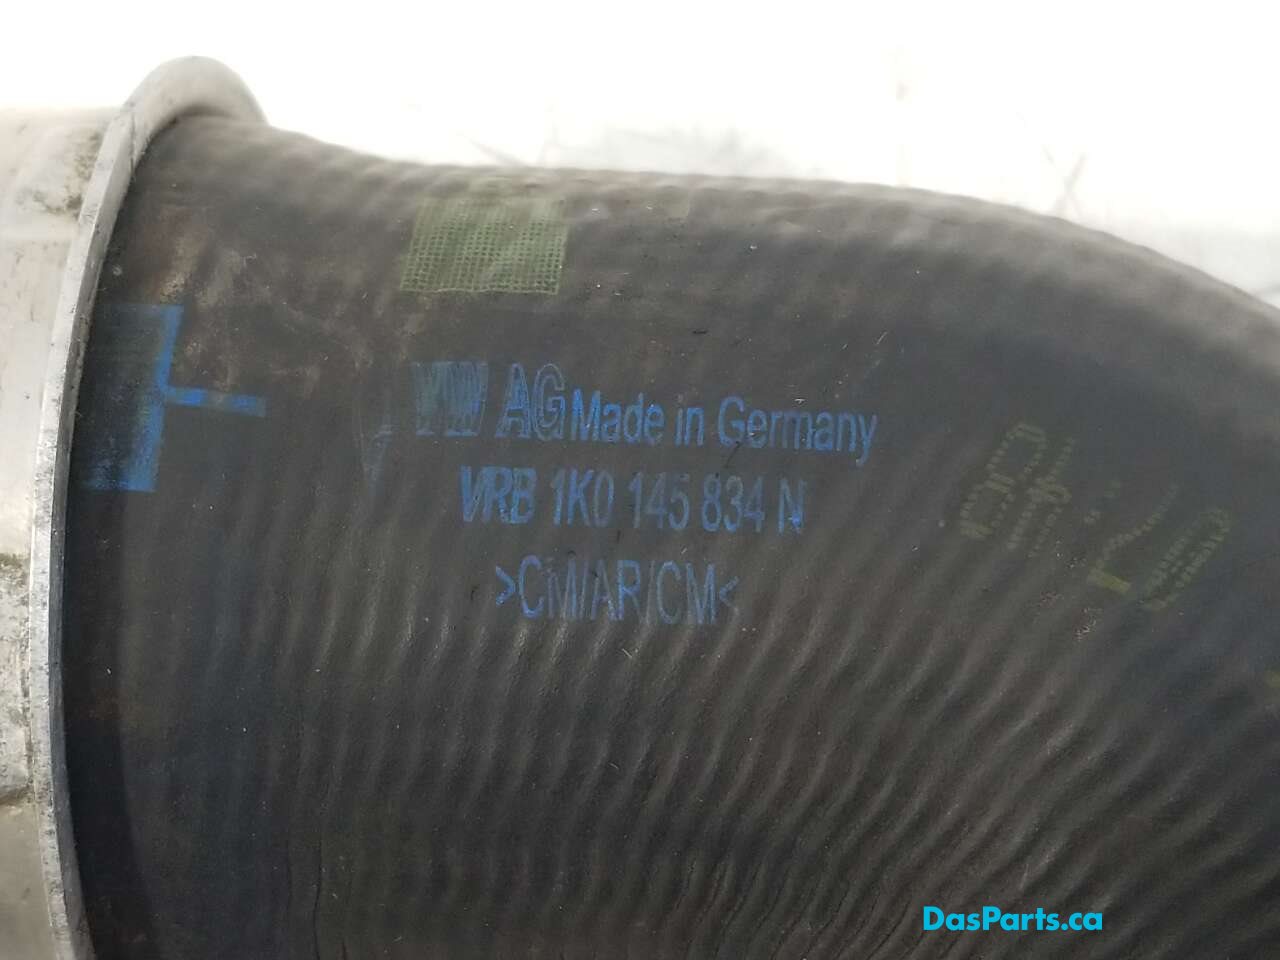 VW AG Made in Germany
VRB 1K0 145 834 N
>CM/AR/CM<
DasParts.ca